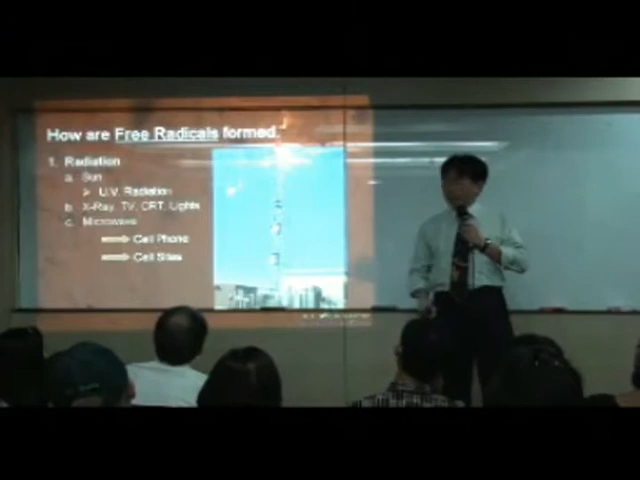 How are Free Radicals formed.
1. Radiation
a. Sun
➢ U.V. Radiation
b. X-Ray, TV, CRT, Lights
c. Microwave
⇒ Cell Phone
⇒ Cell Sites